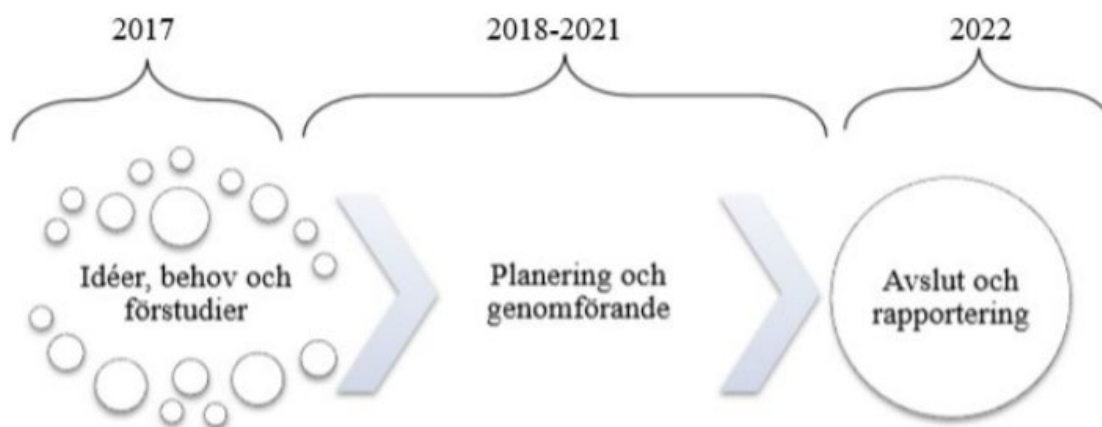 2017
2018-2021
2022
Idéer, behov och
förstudier
Planering och
genomförande
Avslut och
rapportering